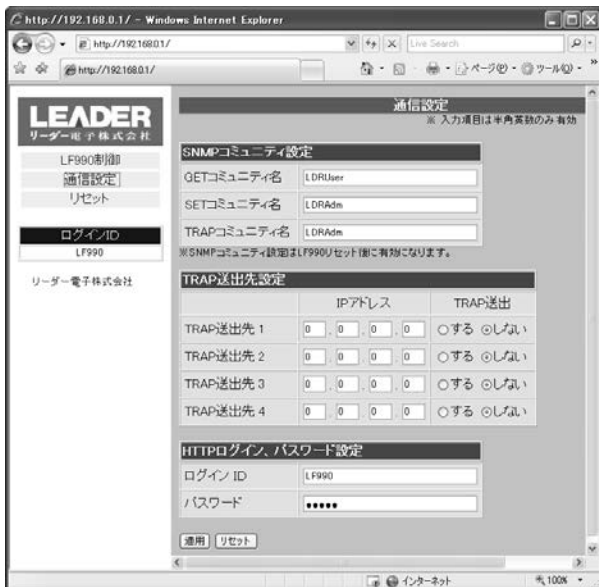 http://192.168.0.1/ - Windows Internet Explorer
http://192.168.0.1/
Live Search
http://192.168.0.1/
ページ(P)
ツール(O)
LEADER
リーダー電子株式会社
LF990制御
通信設定
リセット
ログインID
LF990
リーダー電子株式会社
通信設定
※ 入力項目は半角英数のみ有効
SNMPコミュニティ設定
GETコミュニティ名 LDRUser
SETコミュニティ名 LDRAdm
TRAPコミュニティ名 LDRAdm
※SNMPコミュニティ設定はLF990リセット後に有効になります。
TRAP送出先設定
IPアドレス TRAP送出
TRAP送出先 1 0 . 0 . 0 . 0 する しない
TRAP送出先 2 0 . 0 . 0 . 0 する しない
TRAP送出先 3 0 . 0 . 0 . 0 する しない
TRAP送出先 4 0 . 0 . 0 . 0 する しない
HTTPログイン、パスワード設定
ログイン ID LF990
パスワード ●●●●●
適用 リセット
インターネット
100%